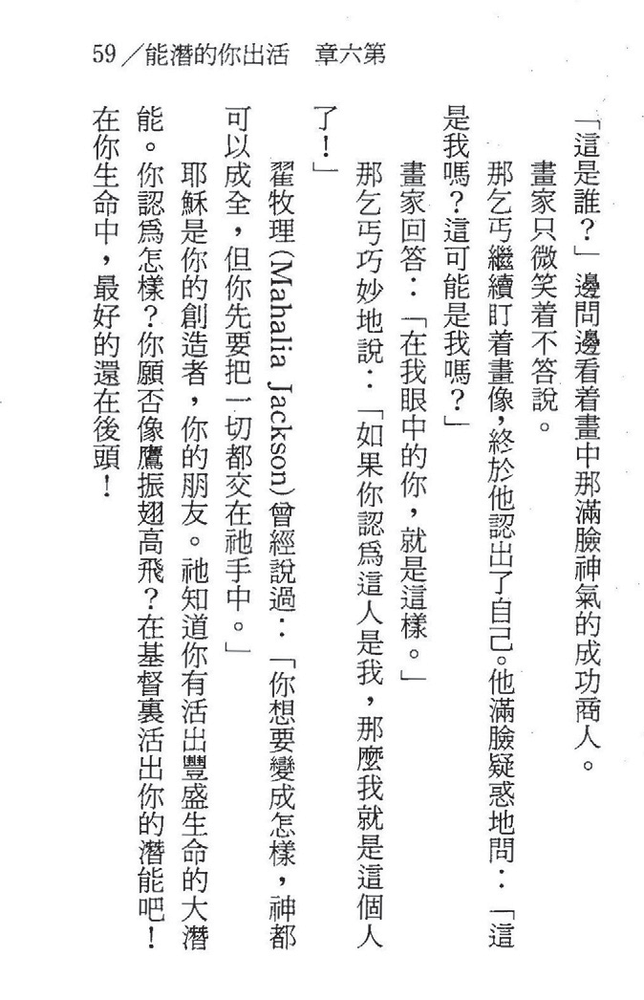 第六章　活出你的潛能／59
「這是誰？」邊問邊看着畫中那滿臉神氣的成功商人。
畫家只微笑着不答說。
那乞丐繼續盯着畫像，終於他認出了自己。他滿臉疑惑地問：「這
是我嗎？這可能是我嗎？」
畫家回答：「在我眼中的你，就是這樣。」
那乞丐巧妙地說：「如果你認爲這人是我，那麼我就是這個人
了！」
翟牧理(Mahalia Jackson)曾經說過：「你想要變成怎樣，神都
可以成全，但你先要把一切都交在祂手中。」
耶穌是你的創造者，你的朋友。祂知道你有活出豐盛生命的大潛
能。你認爲怎樣？你願否像鷹振翅高飛？在基督裏活出你的潛能吧！
在你生命中，最好的還在後頭！